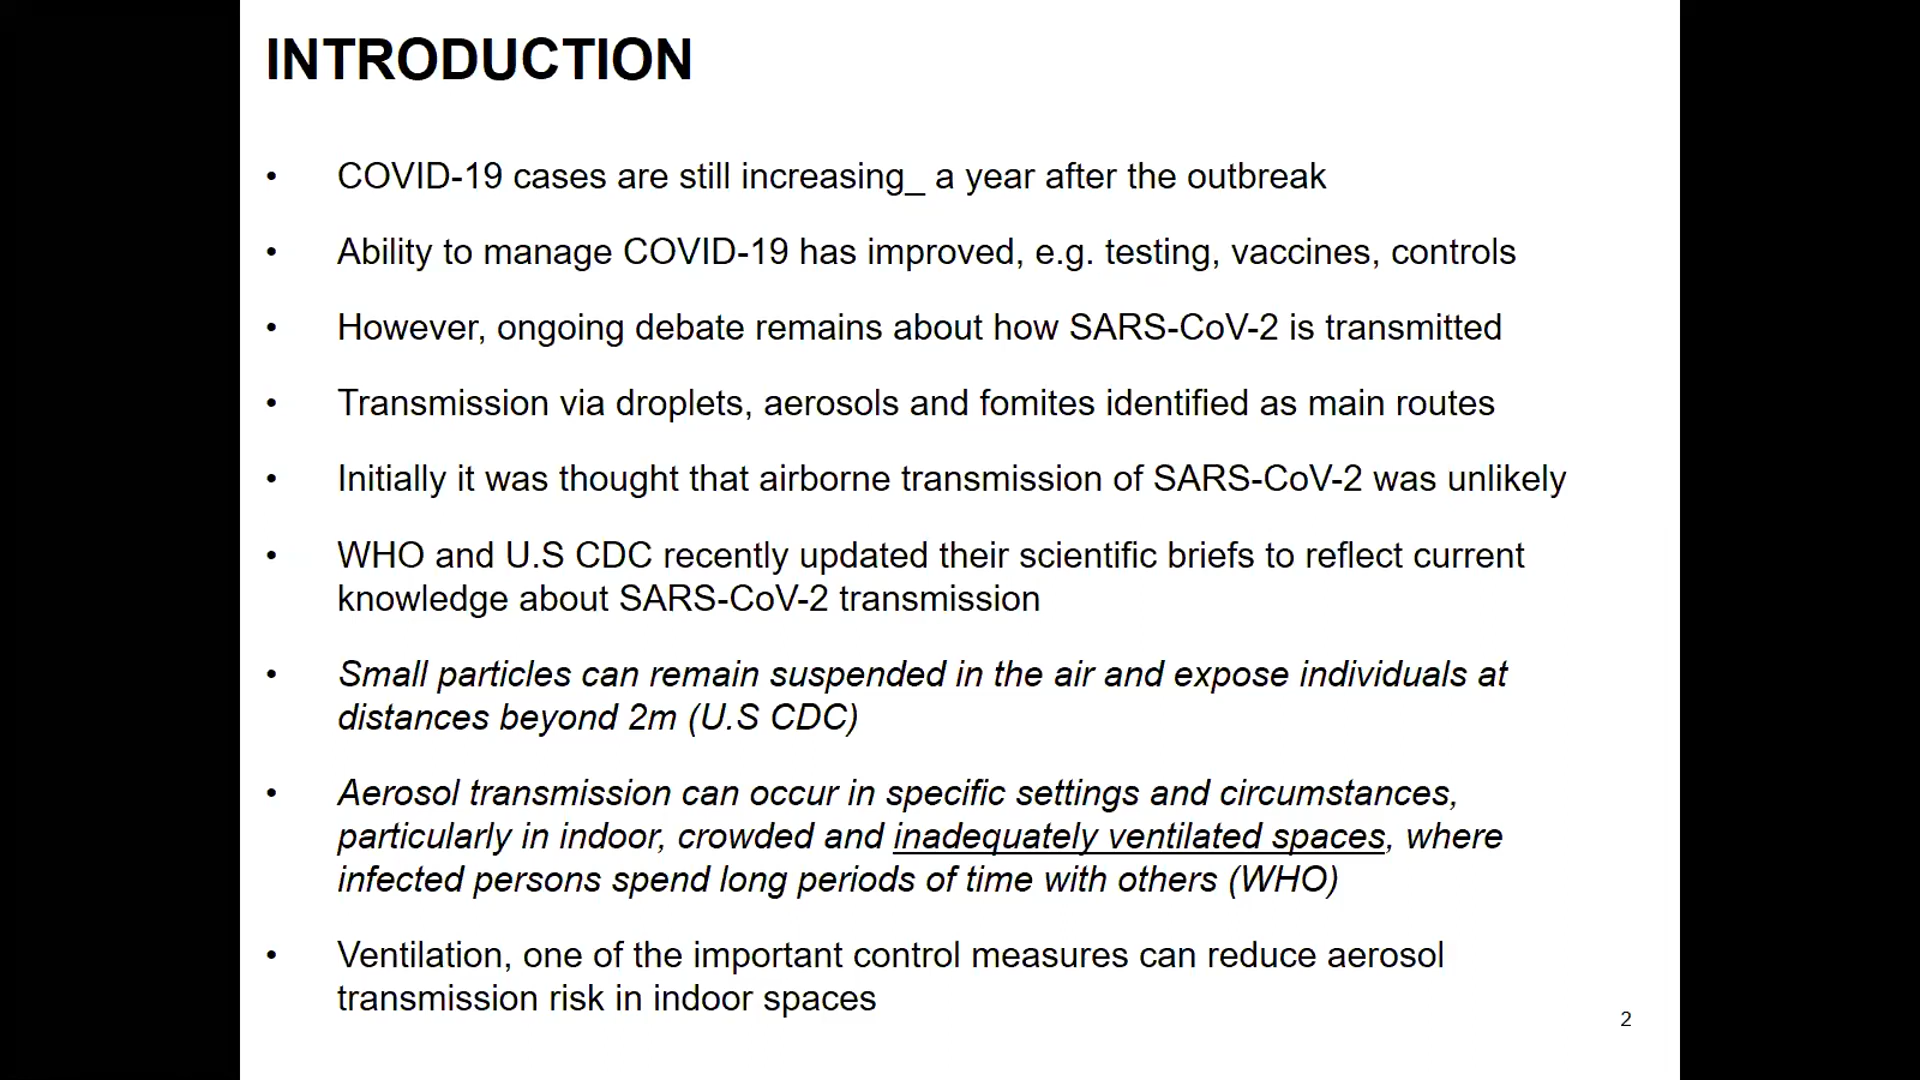 INTRODUCTION
• COVID-19 cases are still increasing_ a year after the outbreak
• Ability to manage COVID-19 has improved, e.g. testing, vaccines, controls
• However, ongoing debate remains about how SARS-CoV-2 is transmitted
• Transmission via droplets, aerosols and fomites identified as main routes
• Initially it was thought that airborne transmission of SARS-CoV-2 was unlikely
• WHO and U.S CDC recently updated their scientific briefs to reflect current
knowledge about SARS-CoV-2 transmission
• Small particles can remain suspended in the air and expose individuals at
distances beyond 2m (U.S CDC)
• Aerosol transmission can occur in specific settings and circumstances,
particularly in indoor, crowded and inadequately ventilated spaces, where
infected persons spend long periods of time with others (WHO)
• Ventilation, one of the important control measures can reduce aerosol
transmission risk in indoor spaces
2